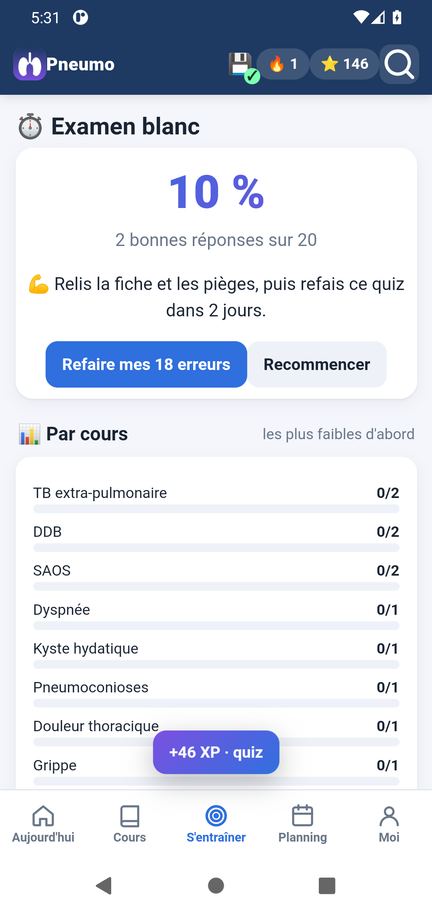 5:31
Pneumo
🔥 1
⭐ 146
⏱️ Examen blanc
10 %
2 bonnes réponses sur 20
💪 Relis la fiche et les pièges, puis refais ce quiz
dans 2 jours.
Refaire mes 18 erreurs
Recommencer
📊 Par cours
les plus faibles d'abord
TB extra-pulmonaire 0/2
DDB 0/2
SAOS 0/2
Dyspnée 0/1
Kyste hydatique 0/1
Pneumoconioses 0/1
Douleur thoracique 0/1
+46 XP · quiz
Grippe 0/1
Aujourd'hui
Cours
S'entraîner
Planning
Moi